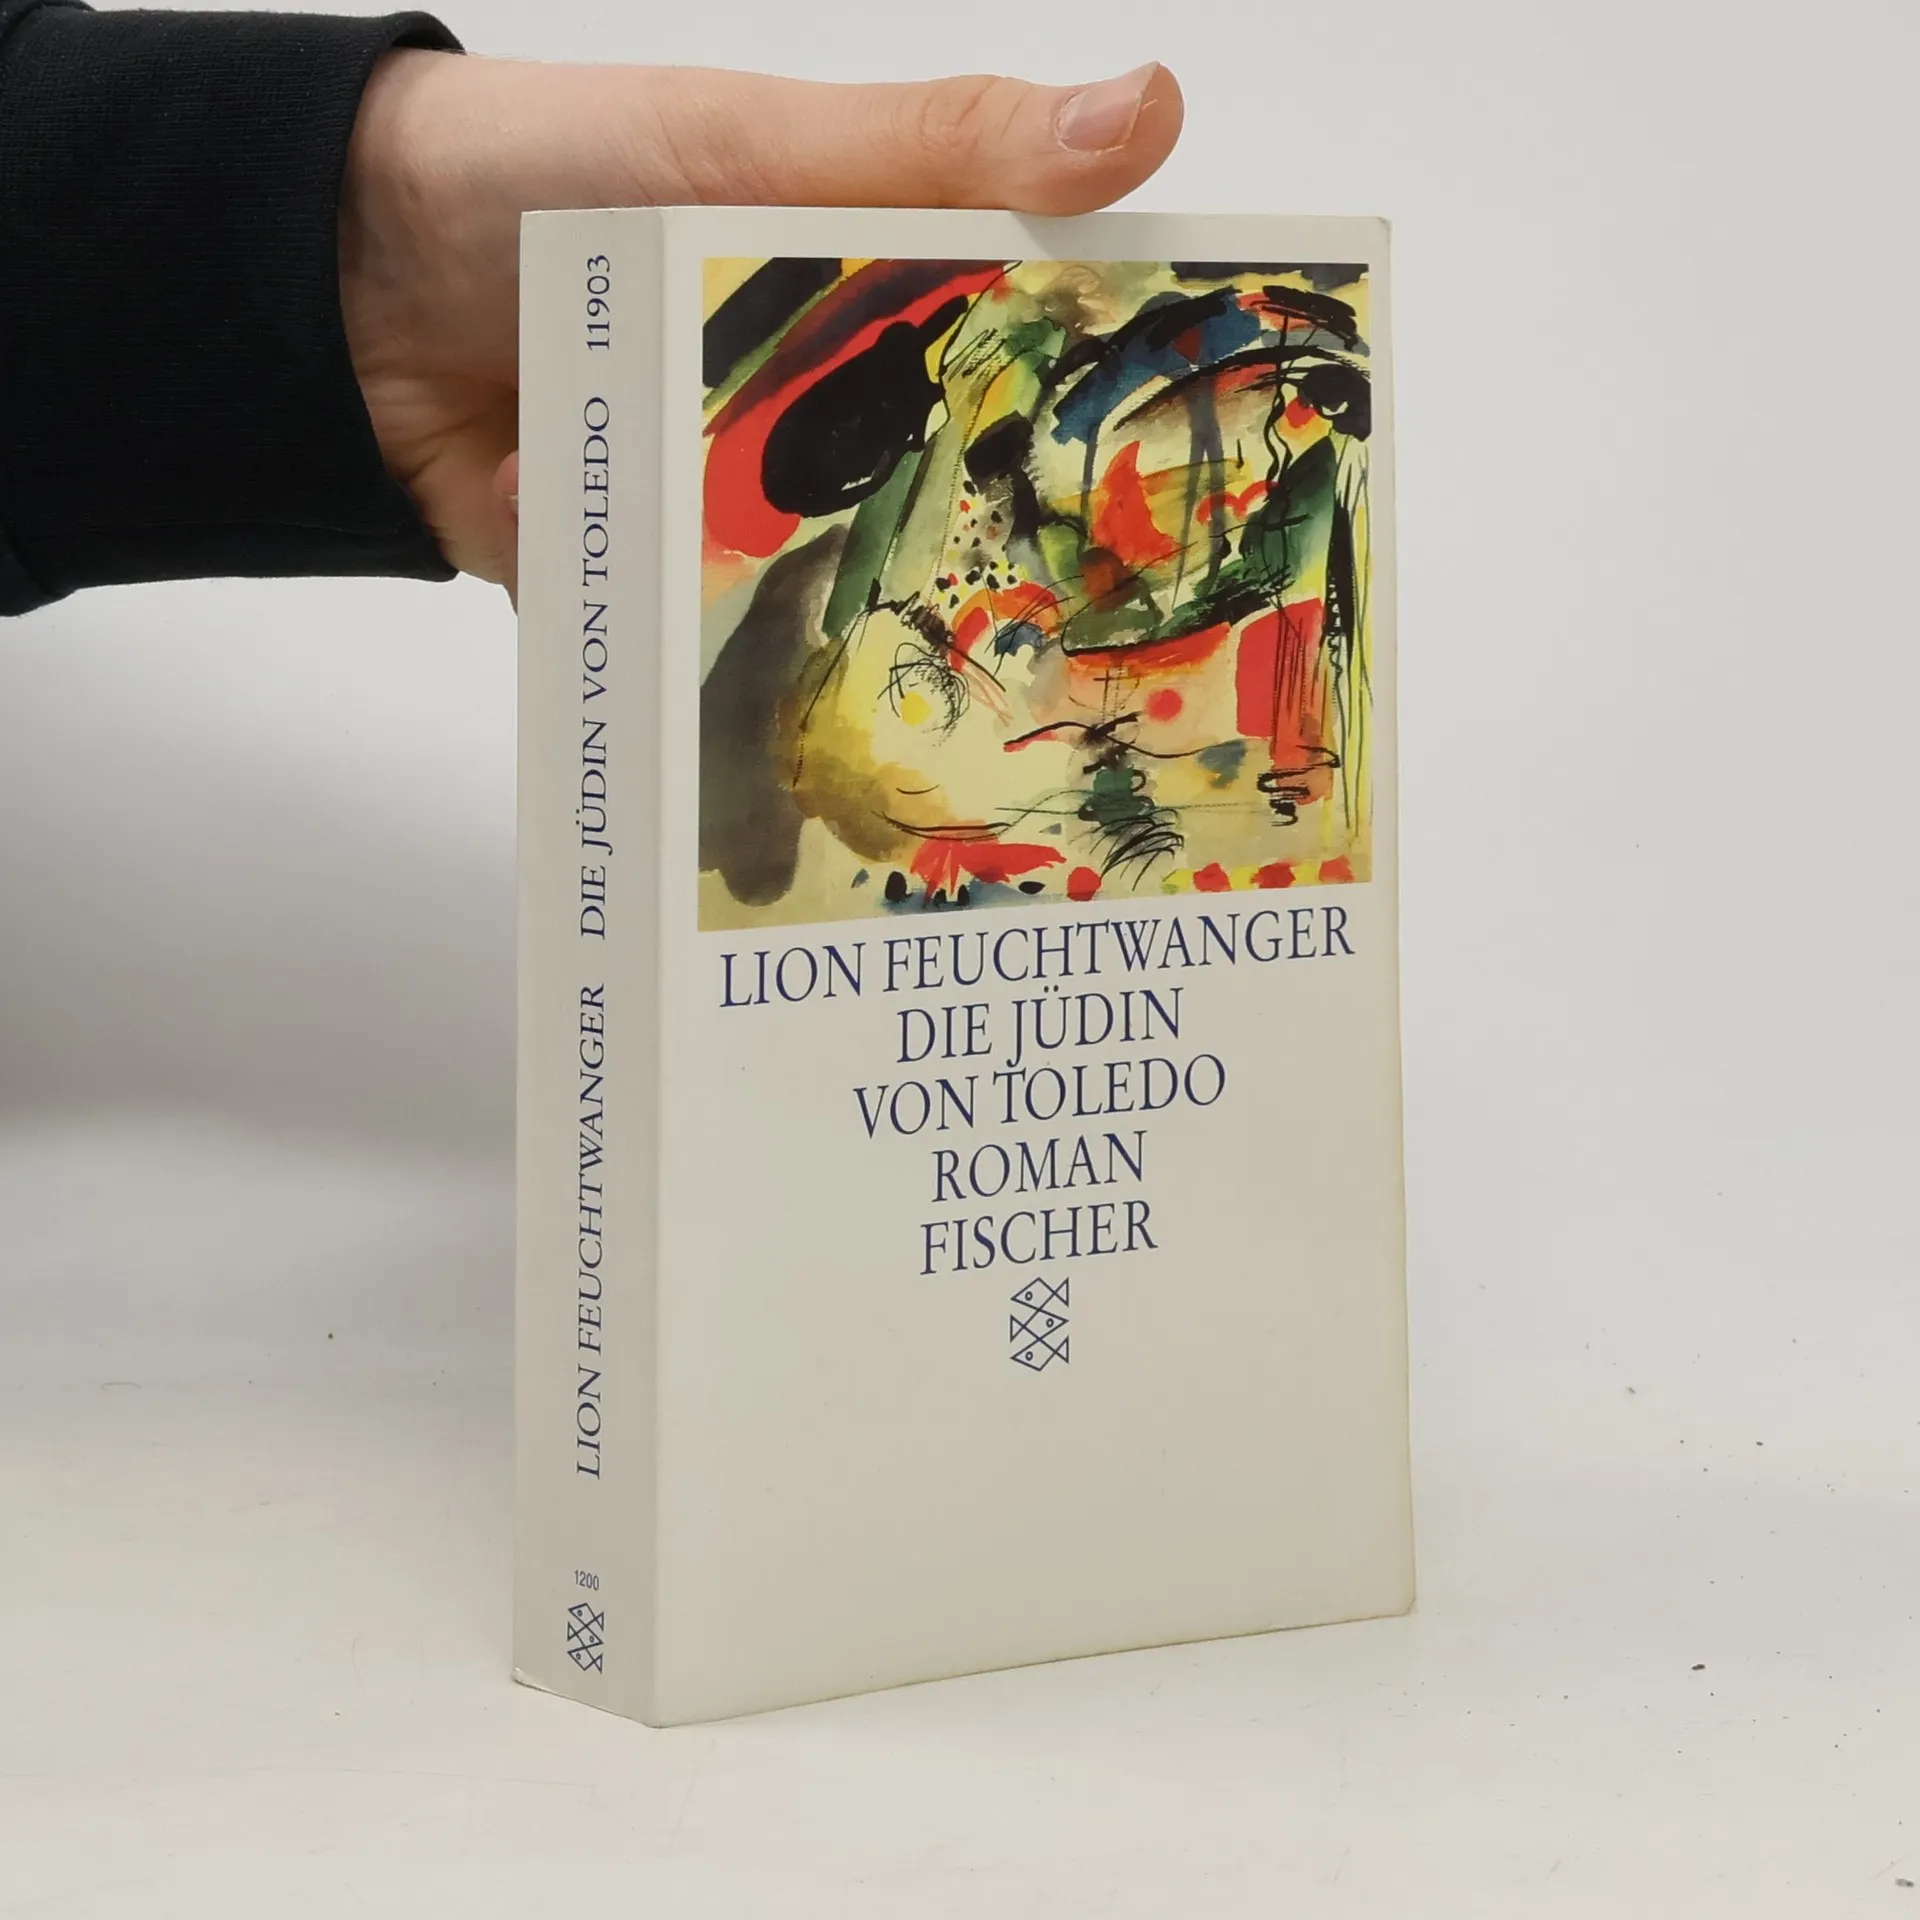 LION FEUCHTWANGER
DIE JÜDIN
VON TOLEDO
ROMAN
FISCHER
LION FEUCHTWANGER DIE JÜDIN VON TOLEDO 11903
1200